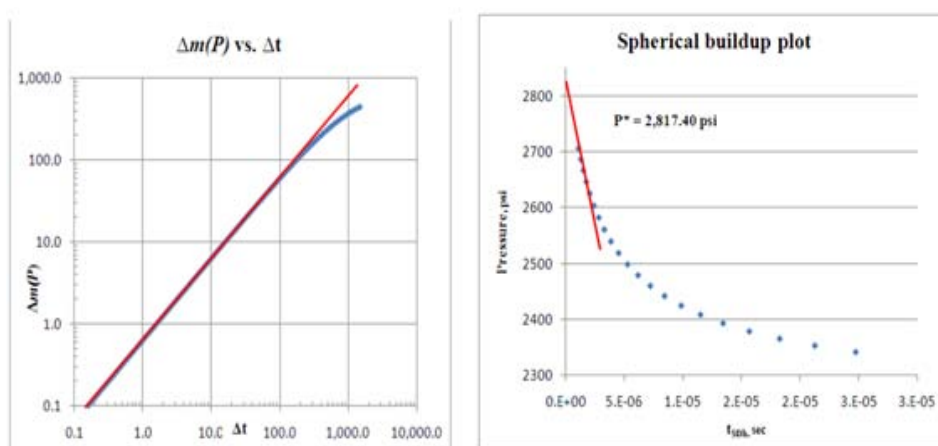 Δm(P) vs. Δt
1,000.0
100.0
10.0
1.0
0.1
Δm(P)
0.1 1.0 10.0 Δt 100.0 1,000.0 10,000.0
Spherical buildup plot
P* = 2,817.40 psi
2800
2700
2600
2500
2400
2300
Pressure, psi
0.E+00 5.E-06 1.E-05 2.E-05 2.E-05 3.E-05 3.E-05
sec